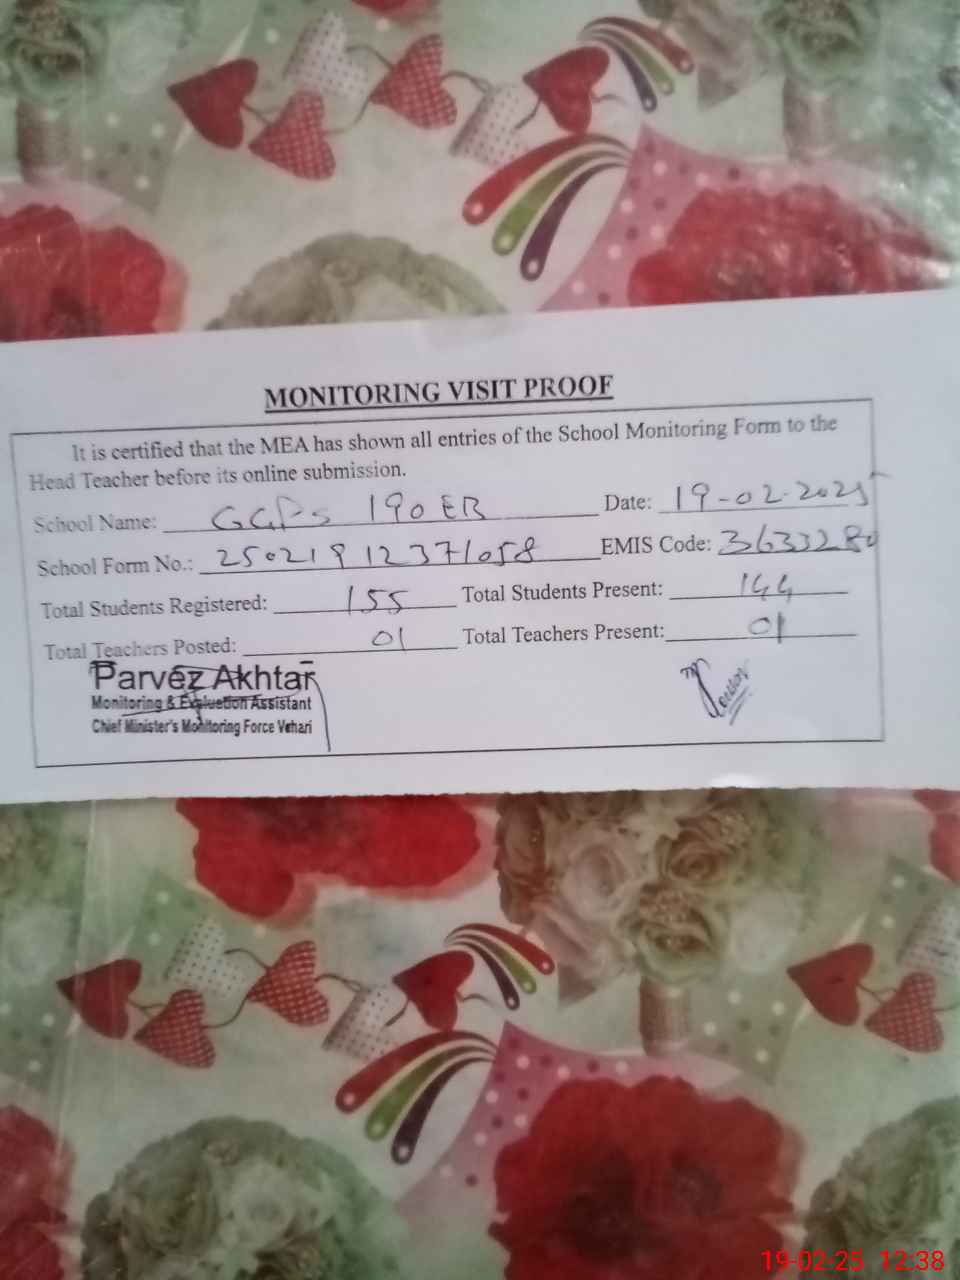 MONITORING VISIT PROOF
It is certified that the MEA has shown all entries of the School Monitoring Form to the
Head Teacher before its online submission.
School Name: GGPS 190 EB Date: 19-02-2025
School Form No.: 25021912371058 EMIS Code: 3633280
Total Students Registered: 155 Total Students Present: 144
Total Teachers Posted: 01 Total Teachers Present: 01
Parvez Akhtar
Monitoring & Evaluation Assistant
Chief Minister's Monitoring Force Vehari
19-02-25 12:38